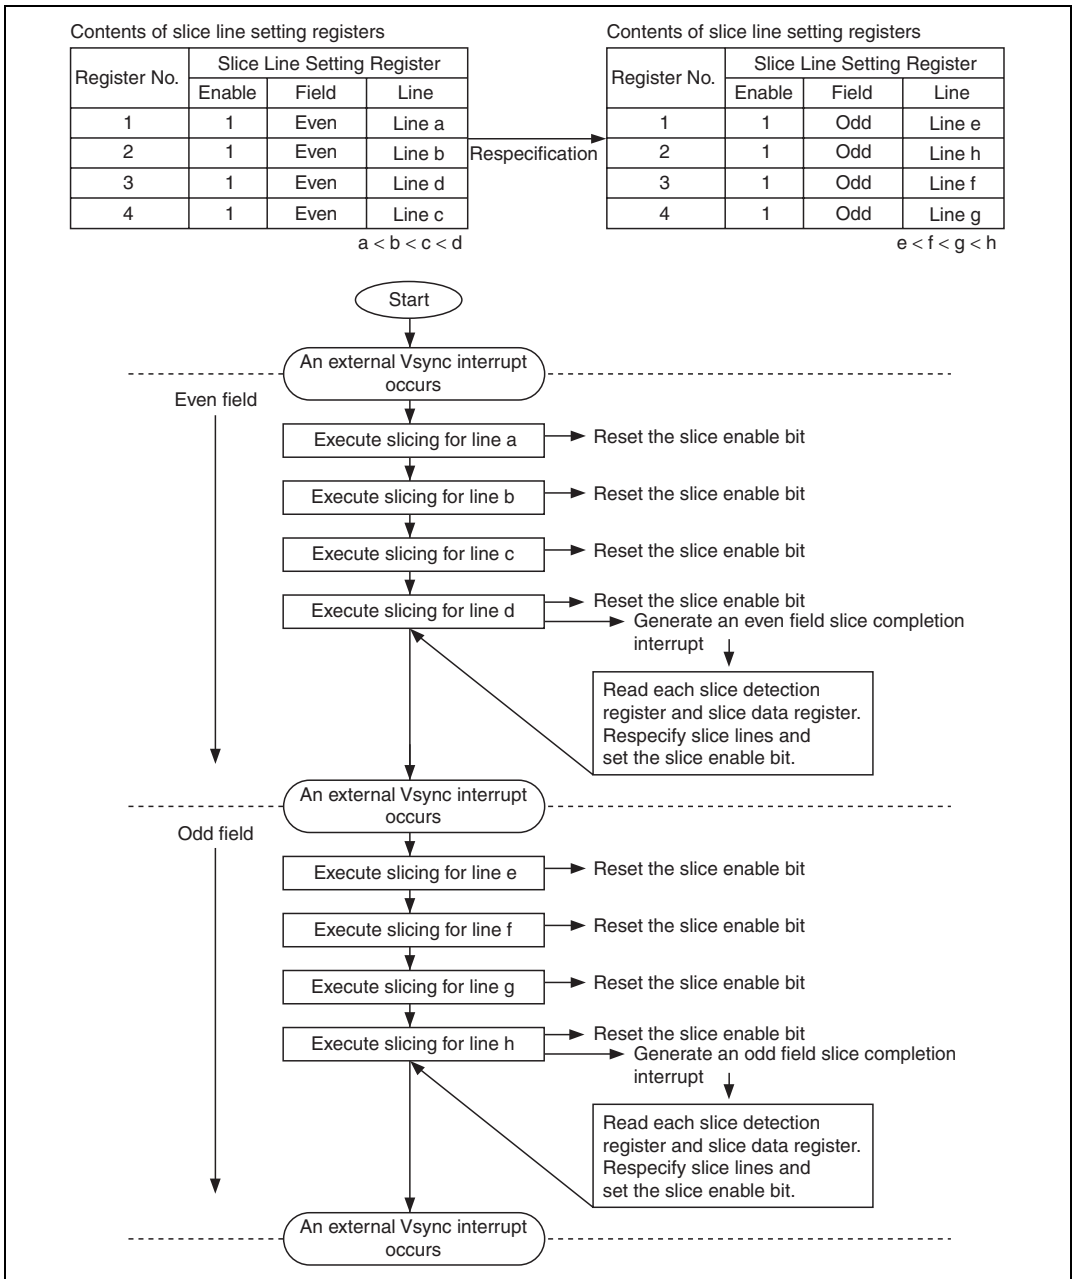 Contents of slice line setting registers
Register No.
Slice Line Setting Register
Enable Field Line
1 1 Even Line a
2 1 Even Line b
3 1 Even Line d
4 1 Even Line c
a < b < c < d
Respecification
Contents of slice line setting registers
Register No.
Slice Line Setting Register
Enable Field Line
1 1 Odd Line e
2 1 Odd Line h
3 1 Odd Line f
4 1 Odd Line g
e < f < g < h
Start
An external Vsync interrupt
occurs
Even field
Execute slicing for line a
Reset the slice enable bit
Execute slicing for line b
Reset the slice enable bit
Execute slicing for line c
Reset the slice enable bit
Execute slicing for line d
Reset the slice enable bit
Generate an even field slice completion
interrupt
Read each slice detection
register and slice data register.
Respecify slice lines and
set the slice enable bit.
An external Vsync interrupt
occurs
Odd field
Execute slicing for line e
Reset the slice enable bit
Execute slicing for line f
Reset the slice enable bit
Execute slicing for line g
Reset the slice enable bit
Execute slicing for line h
Reset the slice enable bit
Generate an odd field slice completion
interrupt
Read each slice detection
register and slice data register.
Respecify slice lines and
set the slice enable bit.
An external Vsync interrupt
occurs